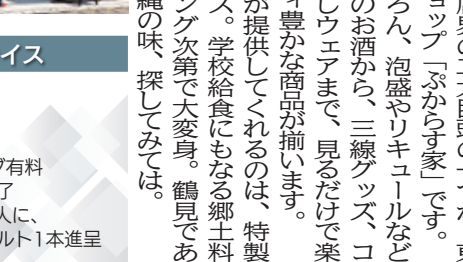 ョップ「ぷからす家」です。
ろん、泡盛やリキュールなど
のお酒から、三線グッズ、コ
しウェアまで、見るだけで楽
ィ豊かな商品が揃います。
が提供してくれるのは、特製
ス。学校給食にもなる郷土料
ング次第で大変身。鶴見であ
縄の味、探してみては。
イス
ブ有料
了
人に、
ルト1本進呈